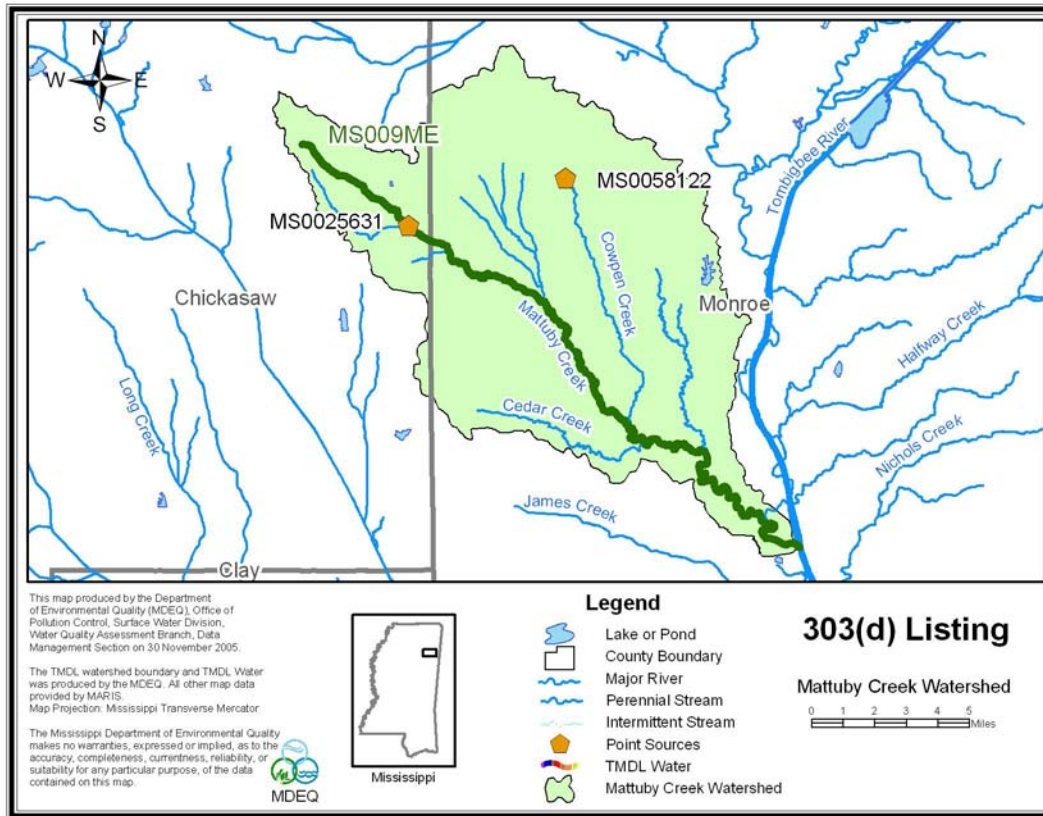 N
W E
S
MS009ME
MS0058122
MS0025631
Tombigbee River
Cowpen Creek
Chickasaw
Monroe
Mattuby Creek
Halfway Creek
Long Creek
Cedar Creek
Nichols Creek
James Creek
Clay
This map produced by the Department
of Environmental Quality (MDEQ), Office of
Pollution Control, Surface Water Division,
Water Quality Assessment Branch, Data
Management Section on 30 November 2005.
The TMDL watershed boundary and TMDL Water
was produced by the MDEQ. All other map data
provided by MARIS.
Map Projection: Mississippi Transverse Mercator
The Mississippi Department of Environmental Quality
makes no warranties, expressed or implied, as to the
accuracy, completeness, currentness, reliability, or
suitability for any particular purpose, of the data
contained on this map.
MDEQ
Mississippi
Legend
Lake or Pond
County Boundary
Major River
Perennial Stream
Intermittent Stream
Point Sources
TMDL Water
Mattuby Creek Watershed
303(d) Listing
Mattuby Creek Watershed
0 1 2 3 4 5
Miles